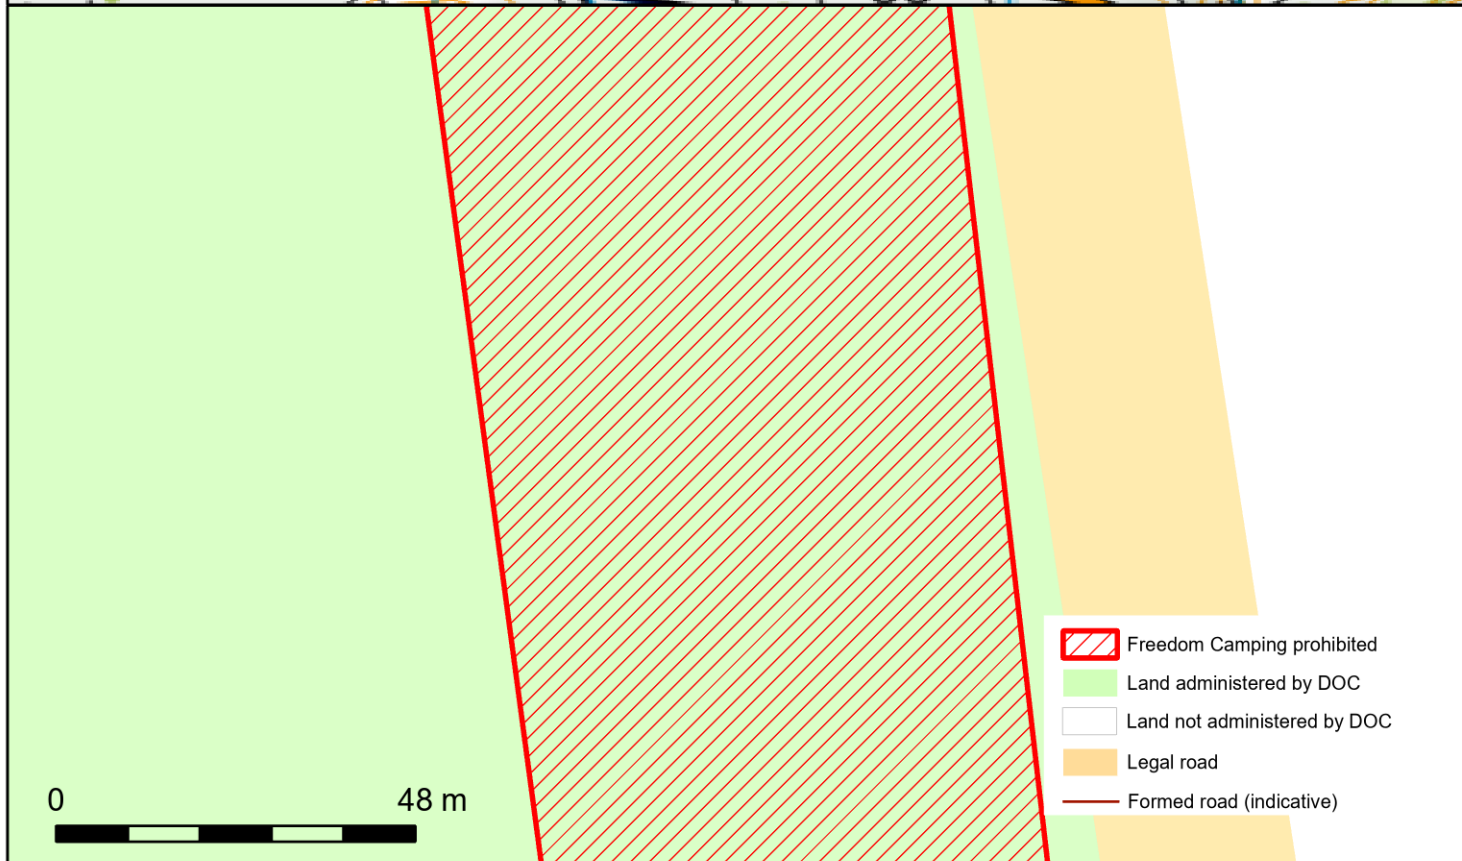 Freedom Camping prohibited
Land administered by DOC
Land not administered by DOC
Legal road
Formed road (indicative)
0 48 m